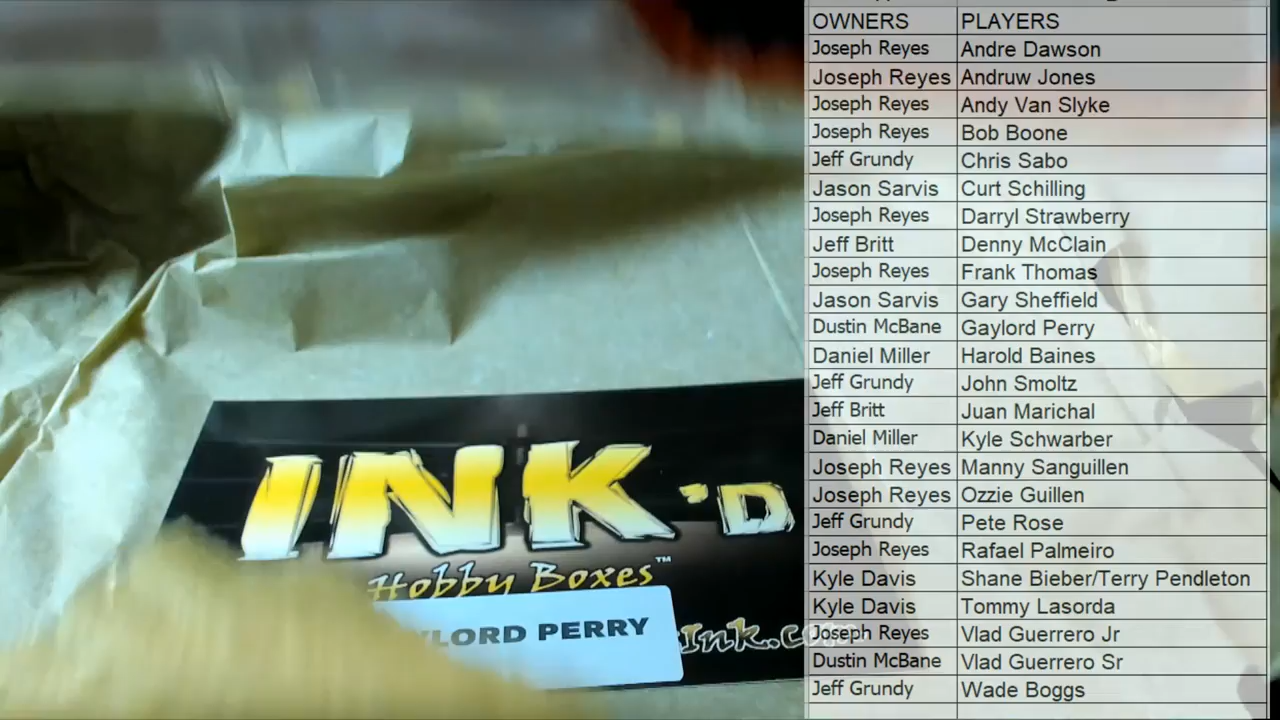 INK'D
Hobby Boxes™
LORD PERRY
Ink.co
OWNERS PLAYERS
Joseph Reyes Andre Dawson
Joseph Reyes Andruw Jones
Joseph Reyes Andy Van Slyke
Joseph Reyes Bob Boone
Jeff Grundy Chris Sabo
Jason Sarvis Curt Schilling
Joseph Reyes Darryl Strawberry
Jeff Britt Denny McClain
Joseph Reyes Frank Thomas
Jason Sarvis Gary Sheffield
Dustin McBane Gaylord Perry
Daniel Miller Harold Baines
Jeff Grundy John Smoltz
Jeff Britt Juan Marichal
Daniel Miller Kyle Schwarber
Joseph Reyes Manny Sanguillen
Joseph Reyes Ozzie Guillen
Jeff Grundy Pete Rose
Joseph Reyes Rafael Palmeiro
Kyle Davis Shane Bieber/Terry Pendleton
Kyle Davis Tommy Lasorda
Joseph Reyes Vlad Guerrero Jr
Dustin McBane Vlad Guerrero Sr
Jeff Grundy Wade Boggs